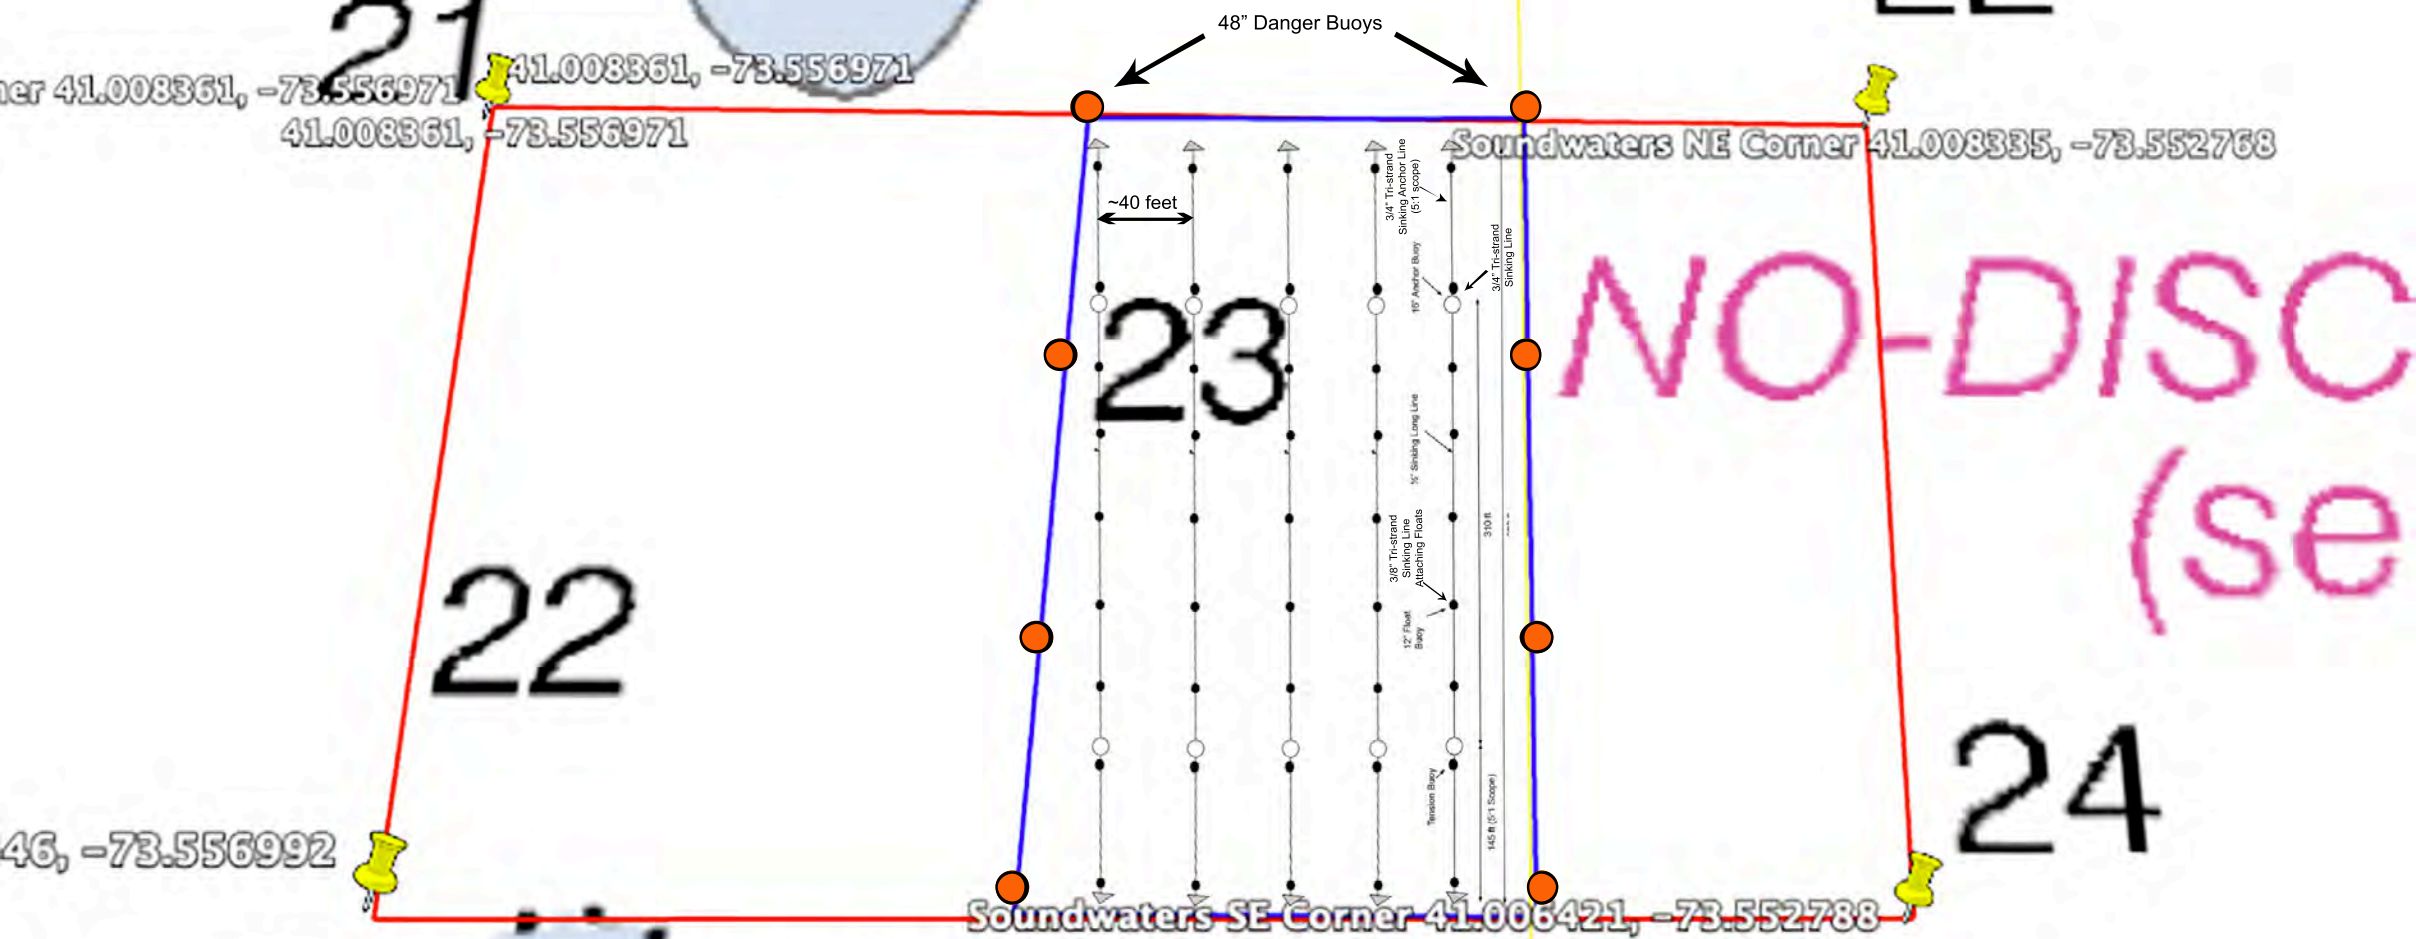 21
48” Danger Buoys
41.008361, -73.556971
ner 41.008361, -73.556971
41.008361, -73.556971
Soundwaters NE Corner 41.008335, -73.552768
~40 feet
3/4" Tri-strand
Sinking Anchor Line
(5:1 scope)
3/4" Tri-strand
Sinking Line
16" Anchor Buoy
NO-DISC
23
Sinking Long Line
(se
3/8" Tri-strand
Sinking Line
Attaching Floats
310 ft
12" Float
Buoy
22
24
Tension Buoy
145 ft (5:1 Scope)
46, -73.556992
Soundwaters SE Corner 41.006421, -73.552788